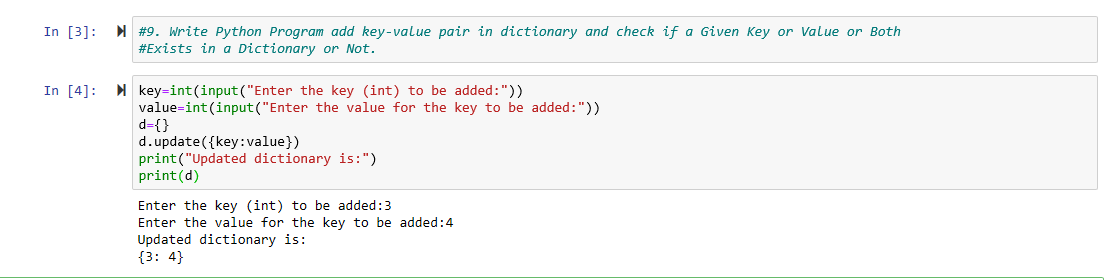 In [3]: #9. Write Python Program add key-value pair in dictionary and check if a Given Key or Value or Both
#Exists in a Dictionary or Not.
In [4]: key=int(input("Enter the key (int) to be added:"))
value=int(input("Enter the value for the key to be added:"))
d={}
d.update({key:value})
print("Updated dictionary is:")
print(d)
Enter the key (int) to be added:3
Enter the value for the key to be added:4
Updated dictionary is:
{3: 4}